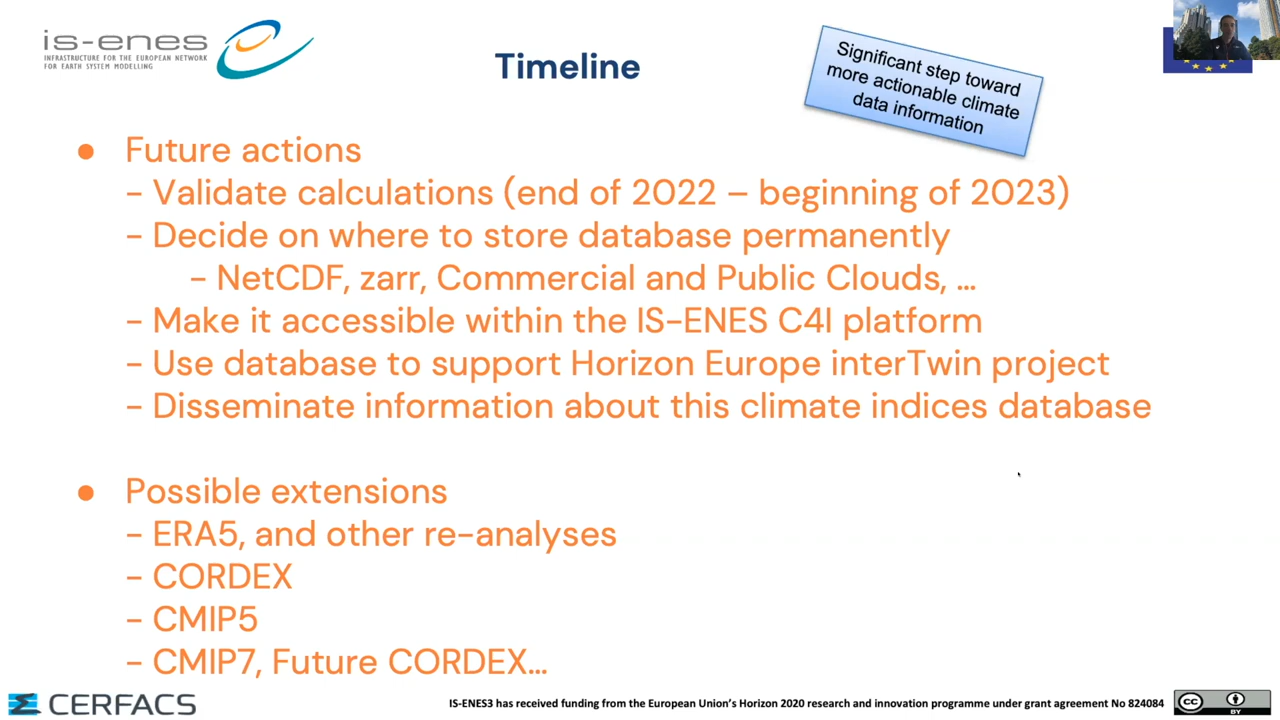 is-enes
INFRASTRUCTURE FOR THE EUROPEAN NETWORK
FOR EARTH SYSTEM MODELLING
Timeline
Significant step toward
more actionable climate
data information
● Future actions
- Validate calculations (end of 2022 – beginning of 2023)
- Decide on where to store database permanently
- NetCDF, zarr, Commercial and Public Clouds, ...
- Make it accessible within the IS-ENES C4I platform
- Use database to support Horizon Europe interTwin project
- Disseminate information about this climate indices database
● Possible extensions
- ERA5, and other re-analyses
- CORDEX
- CMIP5
- CMIP7, Future CORDEX...
CERFACS
IS-ENES3 has received funding from the European Union's Horizon 2020 research and innovation programme under grant agreement No 824084
cc
BY